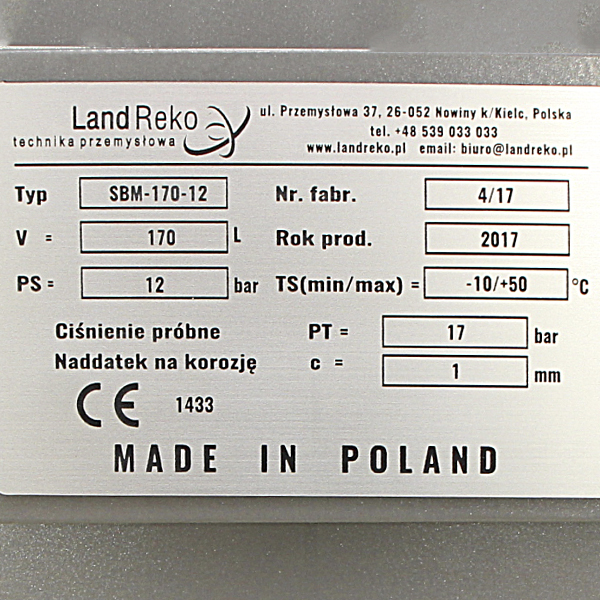 Land Reko
technika przemysłowa
ul. Przemysłowa 37, 26-052 Nowiny k/Kielc, Polska
tel. +48 539 033 033
www.landreko.pl email: biuro@landreko.pl
Typ SBM-170-12 Nr. fabr. 4/17
V = 170 L Rok prod. 2017
PS = 12 bar TS(min/max) = -10/+50 °C
Ciśnienie próbne PT = 17 bar
Naddatek na korozję c = 1 mm
CE 1433
MADE IN POLAND